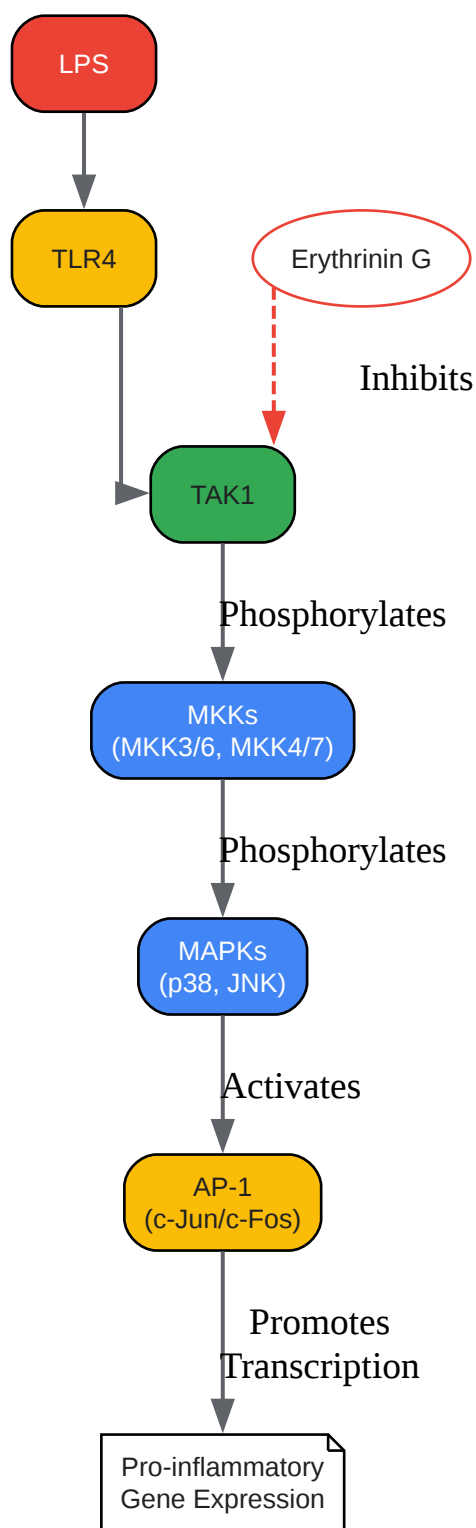 LPS
TLR4
Erythrinin G
Inhibits
TAK1
Phosphorylates
MKKs
(MKK3/6, MKK4/7)
Phosphorylates
MAPKs
(p38, JNK)
Activates
AP-1
(c-Jun/c-Fos)
Promotes
Transcription
Pro-inflammatory
Gene Expression